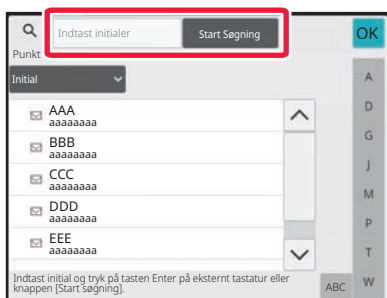 Indtast initialer
Start Søgning
OK
Punkt
Initial
A
D
G
J
M
P
T
W
AAA
aaaaaaaa
BBB
aaaaaaaa
CCC
aaaaaaaa
DDD
aaaaaaaa
EEE
aaaaaaaa
Indtast initial og tryk på tasten Enter på eksternt tastatur eller
knappen [Start søgning].
ABC